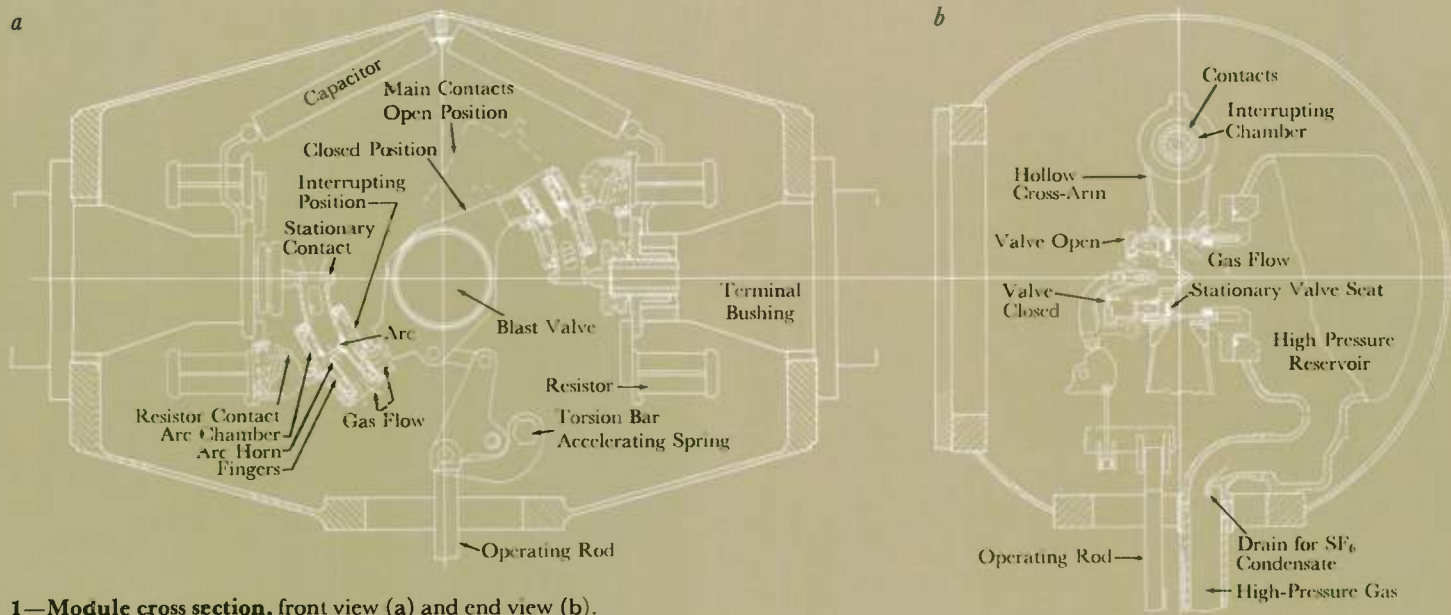 a
Capacitor
Main Contacts
Open Position
Closed Position
Interrupting
Position
Stationary
Contact
Arc
Blast Valve
Terminal
Bushing
Resistor
Resistor Contact
Arc Chamber
Arc Horn
Fingers
Gas Flow
Torsion Bar
Accelerating Spring
Operating Rod
b
Contacts
Interrupting
Chamber
Hollow
Cross-Arm
Valve Open
Gas Flow
Valve
Closed
Stationary Valve Seat
High Pressure
Reservoir
Operating Rod
Drain for SF₆
Condensate
High-Pressure Gas
1—Module cross section, front view (a) and end view (b).